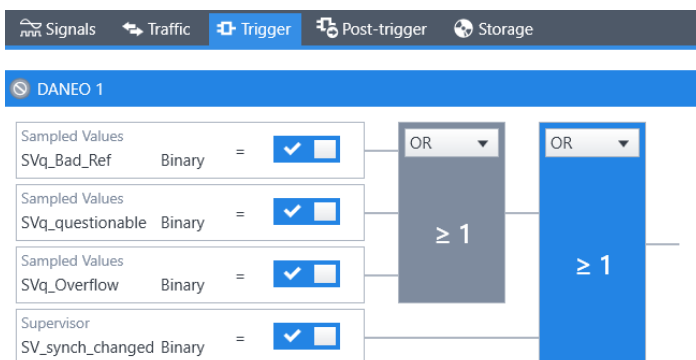 Signals Traffic Trigger Post-trigger Storage
DANEO 1
Sampled Values
SVq_Bad_Ref Binary =
OR OR
Sampled Values
SVq_questionable Binary =
≥ 1
Sampled Values
SVq_Overflow Binary =
≥ 1
Supervisor
SV_synch_changed Binary =